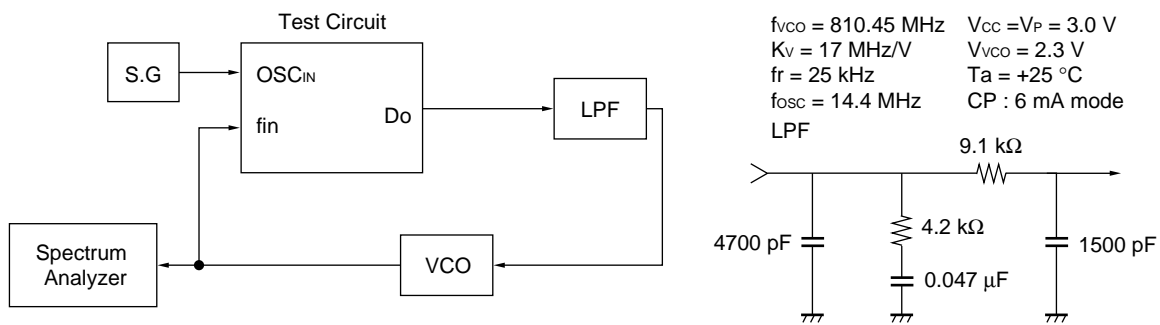 Test Circuit
S.G
OSCIN
fin
Do
LPF
Spectrum
Analyzer
VCO
fVCO = 810.45 MHz VCC =VP = 3.0 V
KV = 17 MHz/V VVCO = 2.3 V
fr = 25 kHz Ta = +25 °C
fOSC = 14.4 MHz CP : 6 mA mode
LPF
9.1 kΩ
4.2 kΩ
4700 pF
1500 pF
0.047 μF